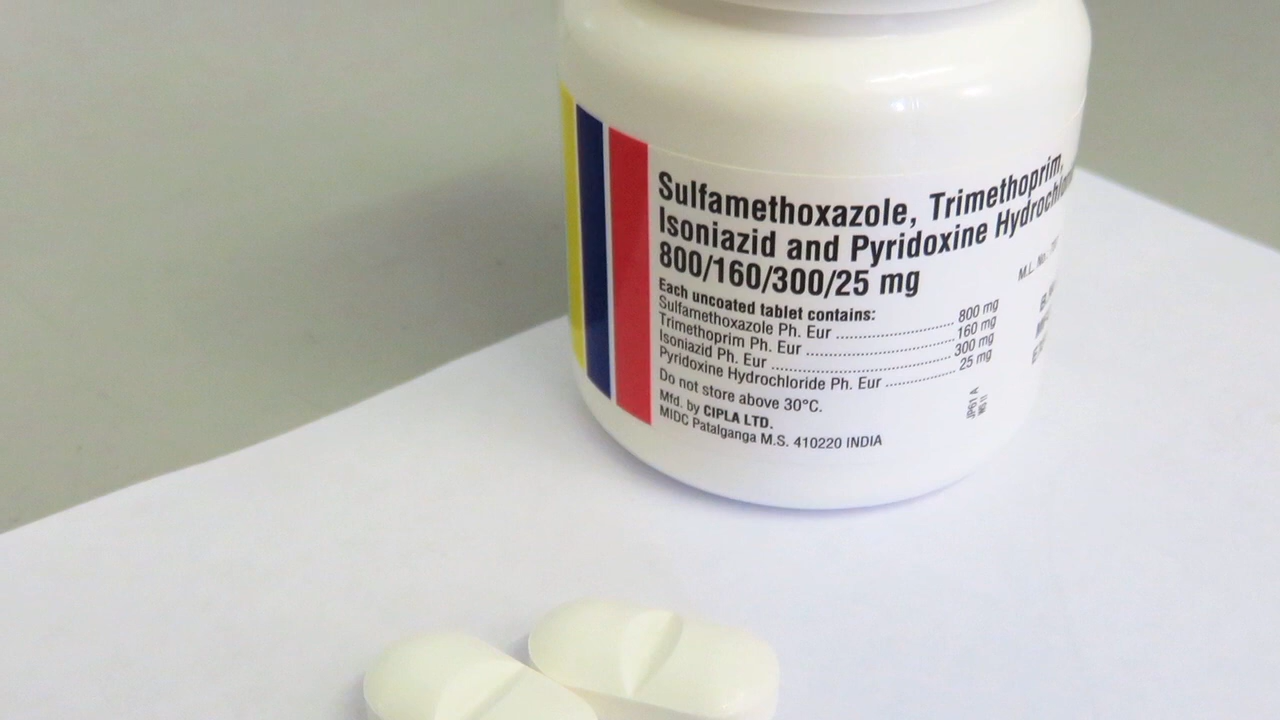 Sulfamethoxazole, Trimethoprim,
Isoniazid and Pyridoxine
800/160/300/25 mg
Each uncoated tablet contains:
Sulfamethoxazole Ph. Eur ........................ 800 mg
Trimethoprim Ph. Eur .............................. 160 mg
Isoniazid Ph. Eur ..................................... 300 mg
Pyridoxine Hydrochloride Ph. Eur .............. 25 mg
Do not store above 30°C.
Mfd. by CIPLA LTD.
MIDC Patalganga M.S. 410220 INDIA
M.L.